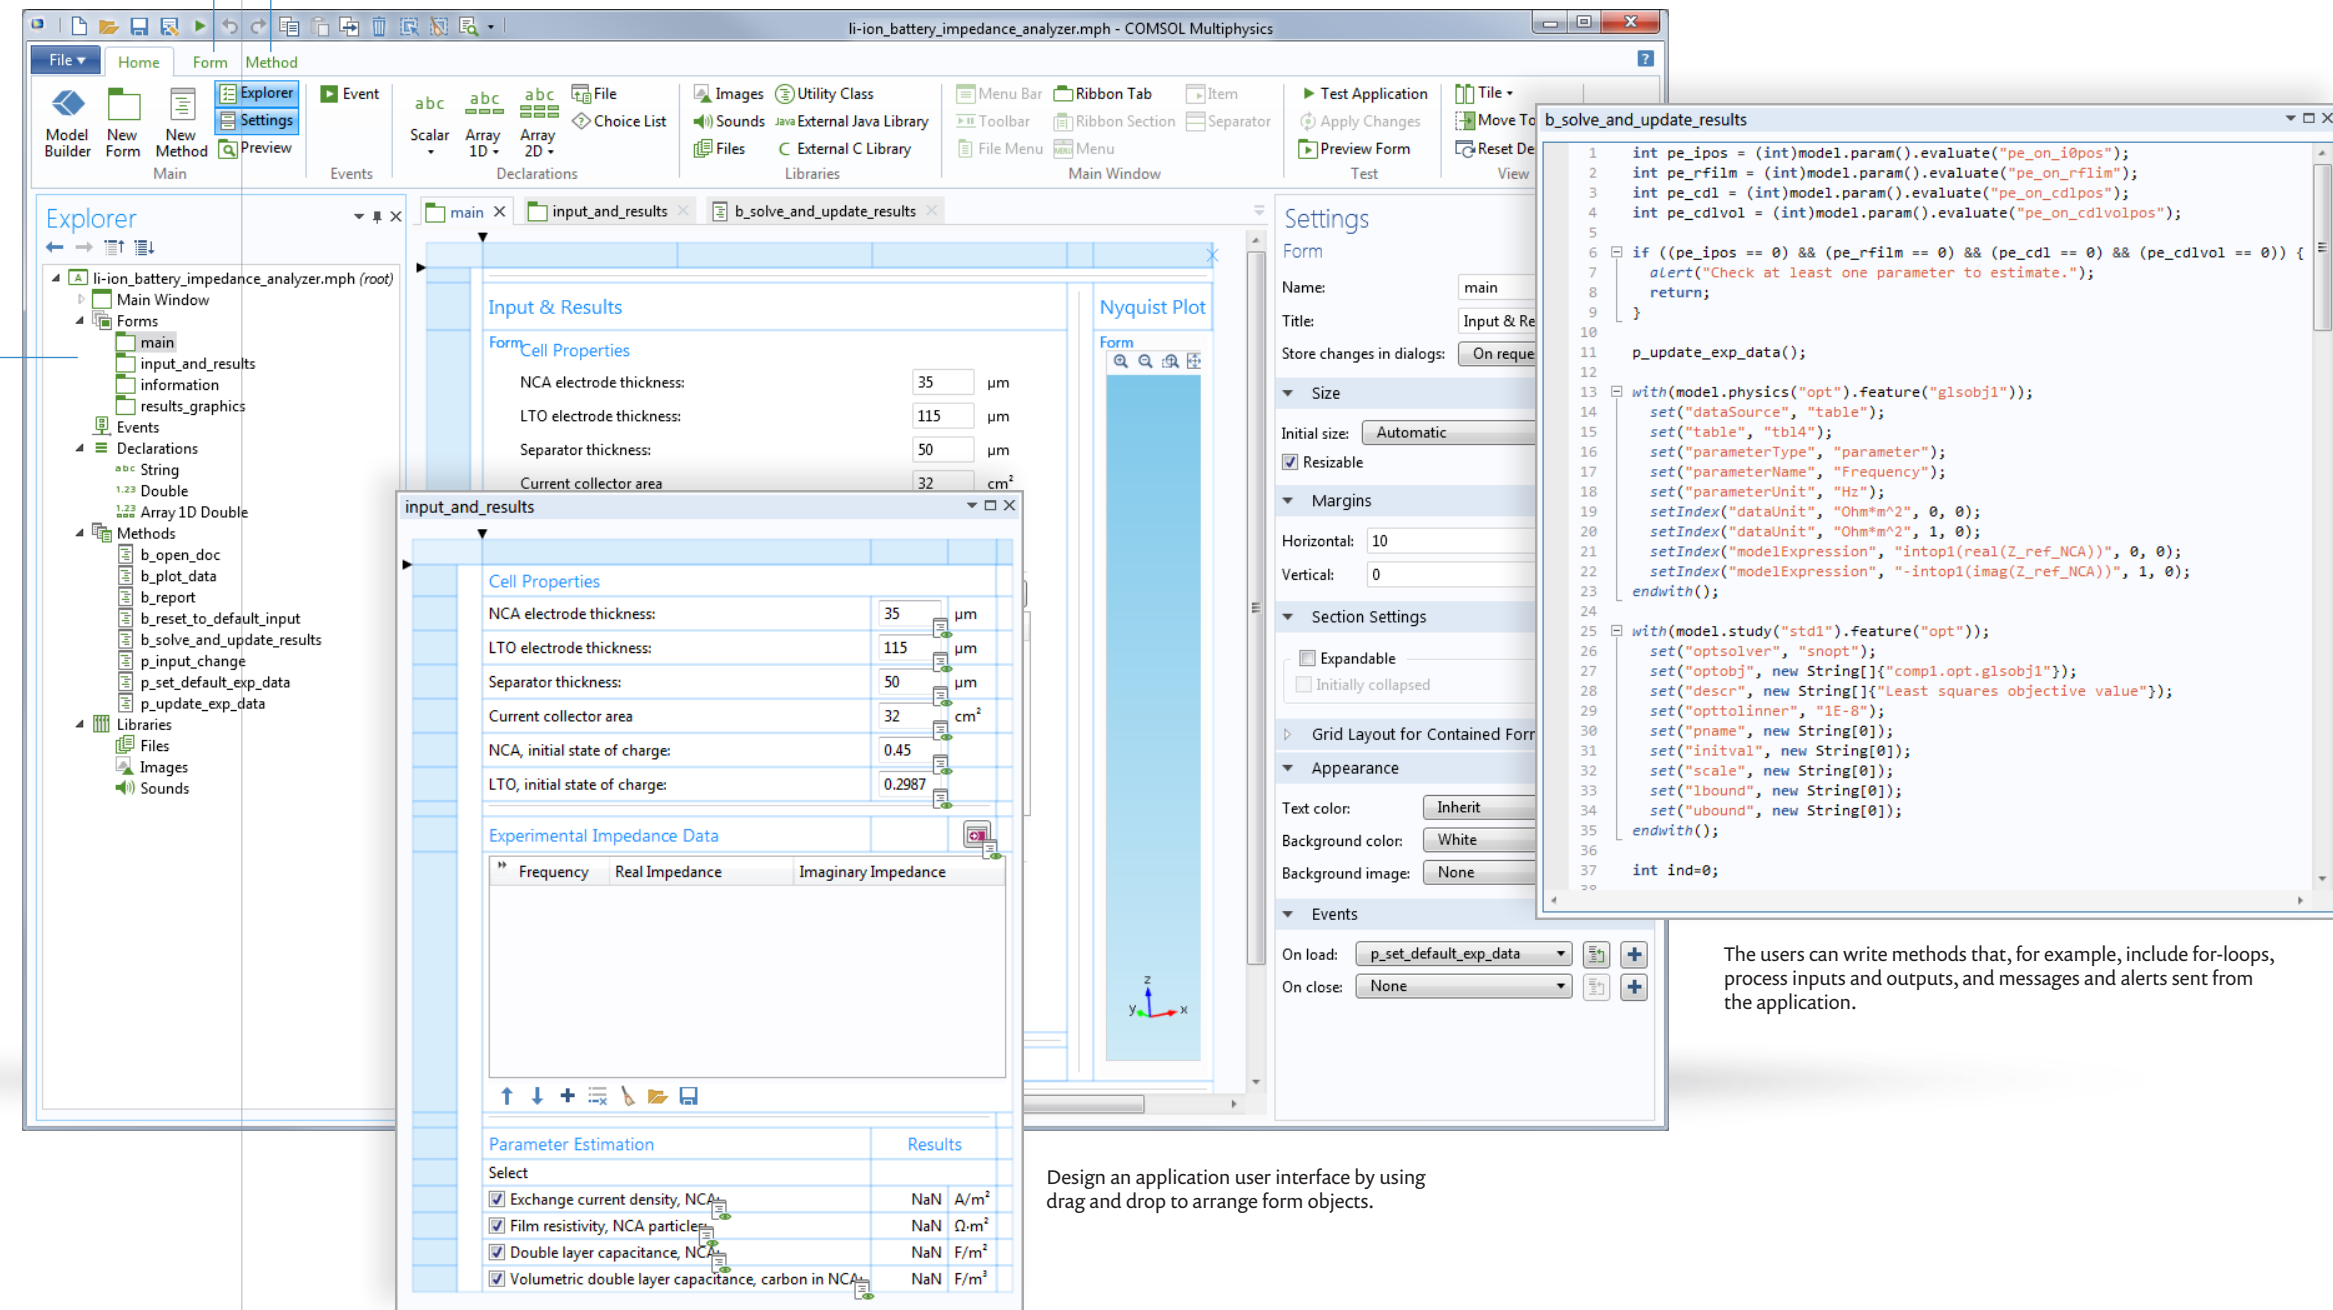 li-ion_battery_impedance_analyzer.mph - COMSOL Multiphysics
File Home Form Method
Model Builder
New Form
New Method
Explorer
Settings
Preview
Main
Event
Events
abc Scalar
abc Array 1D
abc Array 2D
File
Choice List
Declarations
Images
Sounds
Files
Utility Class
Java External Java Library
C External C Library
Libraries
Menu Bar
Toolbar
File Menu
Ribbon Tab
Ribbon Section
MENU Menu
Item
Separator
Main Window
Test Application
Apply Changes
Preview Form
Test
Tile
Move To
Reset De
View
Explorer
A li-ion_battery_impedance_analyzer.mph (root)
Main Window
Forms
main
input_and_results
information
results_graphics
Events
Declarations
abc String
1.23 Double
1.23 Array 1D Double
Methods
b_open_doc
b_plot_data
b_report
b_reset_to_default_input
b_solve_and_update_results
p_input_change
p_set_default_exp_data
p_update_exp_data
Libraries
Files
Images
Sounds
main input_and_results b_solve_and_update_results
Input & Results
Form
Cell Properties
NCA electrode thickness: 35 µm
LTO electrode thickness: 115 µm
Separator thickness: 50 µm
Current collector area 32 cm²
Nyquist Plot
Form
z
y x
input_and_results
Cell Properties
NCA electrode thickness: 35 µm
LTO electrode thickness: 115 µm
Separator thickness: 50 µm
Current collector area 32 cm²
NCA, initial state of charge: 0.45
LTO, initial state of charge: 0.2987
Experimental Impedance Data
Frequency Real Impedance Imaginary Impedance
Parameter Estimation Results
Select
Exchange current density, NCA: NaN A/m²
Film resistivity, NCA particles: NaN Ω·m²
Double layer capacitance, NCA: NaN F/m²
Volumetric double layer capacitance, carbon in NCA: NaN F/m³
Settings
Form
Name: main
Title: Input & Re
Store changes in dialogs: On reque
Size
Initial size: Automatic
Resizable
Margins
Horizontal: 10
Vertical: 0
Section Settings
Expandable
Initially collapsed
Grid Layout for Contained Forr
Appearance
Text color: Inherit
Background color: White
Background image: None
Events
On load: p_set_default_exp_data
On close: None
b_solve_and_update_results
1 int pe_ipos = (int)model.param().evaluate("pe_on_i0pos");
2 int pe_rfilm = (int)model.param().evaluate("pe_on_rflim");
3 int pe_cdl = (int)model.param().evaluate("pe_on_cdlpos");
4 int pe_cdlvol = (int)model.param().evaluate("pe_on_cdlvolpos");
5
6 if ((pe_ipos == 0) && (pe_rfilm == 0) && (pe_cdl == 0) && (pe_cdlvol == 0)) {
7 alert("Check at least one parameter to estimate.");
8 return;
9 }
10
11 p_update_exp_data();
12
13 with(model.physics("opt").feature("glsobj1"));
14 set("dataSource", "table");
15 set("table", "tbl4");
16 set("parameterType", "parameter");
17 set("parameterName", "Frequency");
18 set("parameterUnit", "Hz");
19 setIndex("dataUnit", "Ohm*m^2", 0, 0);
20 setIndex("dataUnit", "Ohm*m^2", 1, 0);
21 setIndex("modelExpression", "intop1(real(Z_ref_NCA))", 0, 0);
22 setIndex("modelExpression", "-intop1(imag(Z_ref_NCA))", 1, 0);
23 endwith();
24
25 with(model.study("std1").feature("opt"));
26 set("optsolver", "snopt");
27 set("optobj", new String[]{"comp1.opt.glsobj1"});
28 set("descr", new String[]{"Least squares objective value"});
29 set("opttolinner", "1E-8");
30 set("pname", new String[0]);
31 set("initval", new String[0]);
32 set("scale", new String[0]);
33 set("lbound", new String[0]);
34 set("ubound", new String[0]);
35 endwith();
36
37 int ind=0;
38
The users can write methods that, for example, include for-loops,
process inputs and outputs, and messages and alerts sent from
the application.
Design an application user interface by using
drag and drop to arrange form objects.